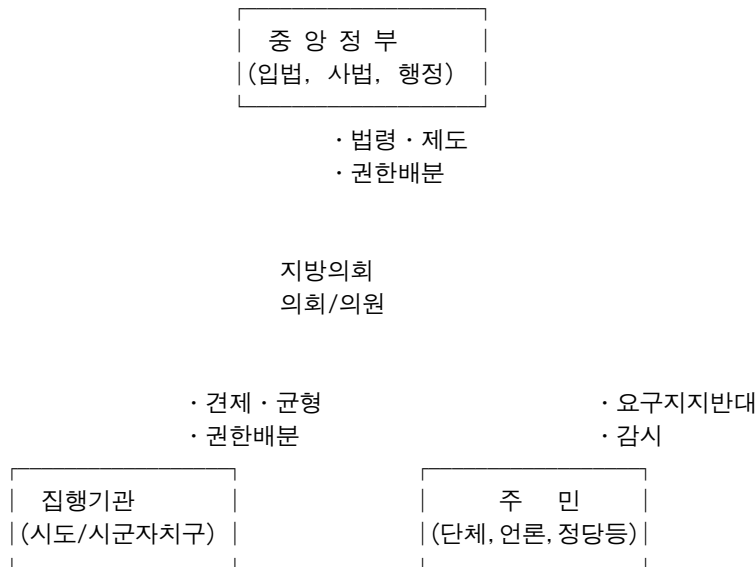 중 앙 정 부
(입법, 사법, 행정)
· 법령 · 제도
· 권한배분
지방의회
의회/의원
· 견제 · 균형
· 권한배분
· 요구지지반대
· 감시
집행기관
(시도/시군자치구)
주 민
(단체,언론,정당등)